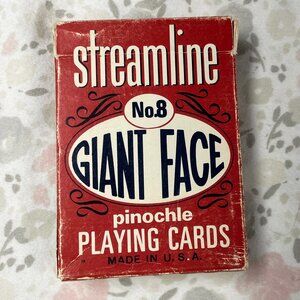 streamline
No.8
GIANT FACE
pinochle
PLAYING CARDS
MADE IN U.S.A.